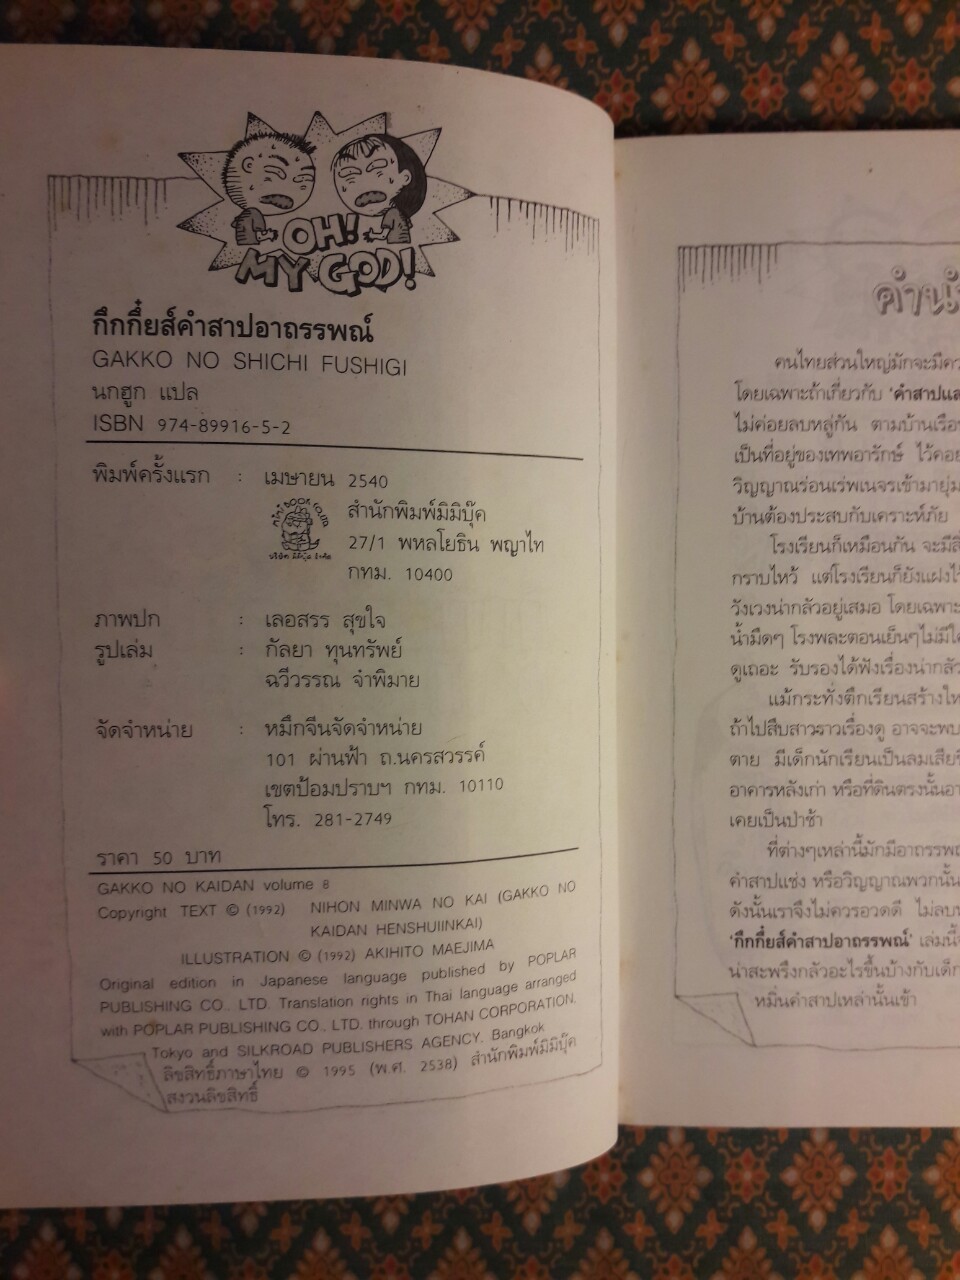 OH!
MY GOD!
กึกกึ๋ยส์คำสาปอาถรรพณ์
GAKKO NO SHICHI FUSHIGI
นกฮูก แปล
ISBN 974-89916-5-2
พิมพ์ครั้งแรก : เมษายน 2540
สำนักพิมพ์มิมิบุ๊ค
27/1 พหลโยธิน พญาไท
กทม. 10400
ภาพปก : เลอสรร สุขใจ
รูปเล่ม : กัลยา ทุนทรัพย์
ฉวีวรรณ จำพิมาย
จัดจำหน่าย : หมึกจีนจัดจำหน่าย
101 ผ่านฟ้า ถ.นครสวรรค์
เขตป้อมปราบฯ กทม. 10110
โทร. 281-2749
ราคา 50 บาท
GAKKO NO KAIDAN volume 8
Copyright TEXT © (1992) NIHON MINWA NO KAI (GAKKO NO
KAIDAN HENSHUIINKAI)
ILLUSTRATION © (1992) AKIHITO MAEJIMA
Original edition in Japanese language published by POPLAR
PUBLISHING CO., LTD. Translation rights in Thai language arranged
with POPLAR PUBLISHING CO., LTD. through TOHAN CORPORATION.
Tokyo and SILKROAD PUBLISHERS AGENCY. Bangkok
ลิขสิทธิ์ภาษาไทย © 1995 (พ.ศ. 2538) สำนักพิมพ์มิมิบุ๊ค
สงวนลิขสิทธิ์
คำนำ
คนไทยส่วนใหญ่มักจะมีคว
โดยเฉพาะถ้าเกี่ยวกับ 'คำสาปแล
ไม่ค่อยลบหลู่กัน ตามบ้านเรือน
เป็นที่อยู่ของเทพอารักษ์ ไว้คอย
วิญญาณร่อนเร่พเนจรเข้ามายุ่ม
บ้านต้องประสบกับเคราะห์ภัย
โรงเรียนก็เหมือนกัน จะมีสิ่
กราบไหว้ แต่โรงเรียนก็ยังแฝงไว้
วังเวงน่ากลัวอยู่เสมอ โดยเฉพาะ
น้ำมืดๆ โรงพละตอนเย็นๆไม่มีใค
ดูเถอะ รับรองได้ฟังเรื่องน่ากลัว
แม้กระทั่งตึกเรียนสร้างให
ถ้าไปสืบสาวราวเรื่องดู อาจจะพบ
ตาย มีเด็กนักเรียนเป็นลมเสียชี
อาคารหลังเก่า หรือที่ดินตรงนั้นอา
เคยเป็นป่าช้า
ที่ต่างๆเหล่านี้มักมีอาถรรพณ
คำสาปแช่ง หรือวิญญาณพวกนั้น
ดังนั้นเราจึงไม่ควรอวดดี ไม่ลบห
'กึกกึ๋ยส์คำสาปอาถรรพณ์' เล่มนี้จ
น่าสะพรึงกลัวอะไรขึ้นบ้างกับเด็ก
หมิ่นคำสาปเหล่านั้นเข้า